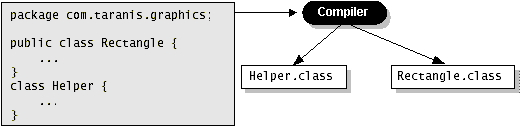 package com.taranis.graphics;
public class Rectangle {
...
}
class Helper {
...
}
Compiler
Helper.class
Rectangle.class